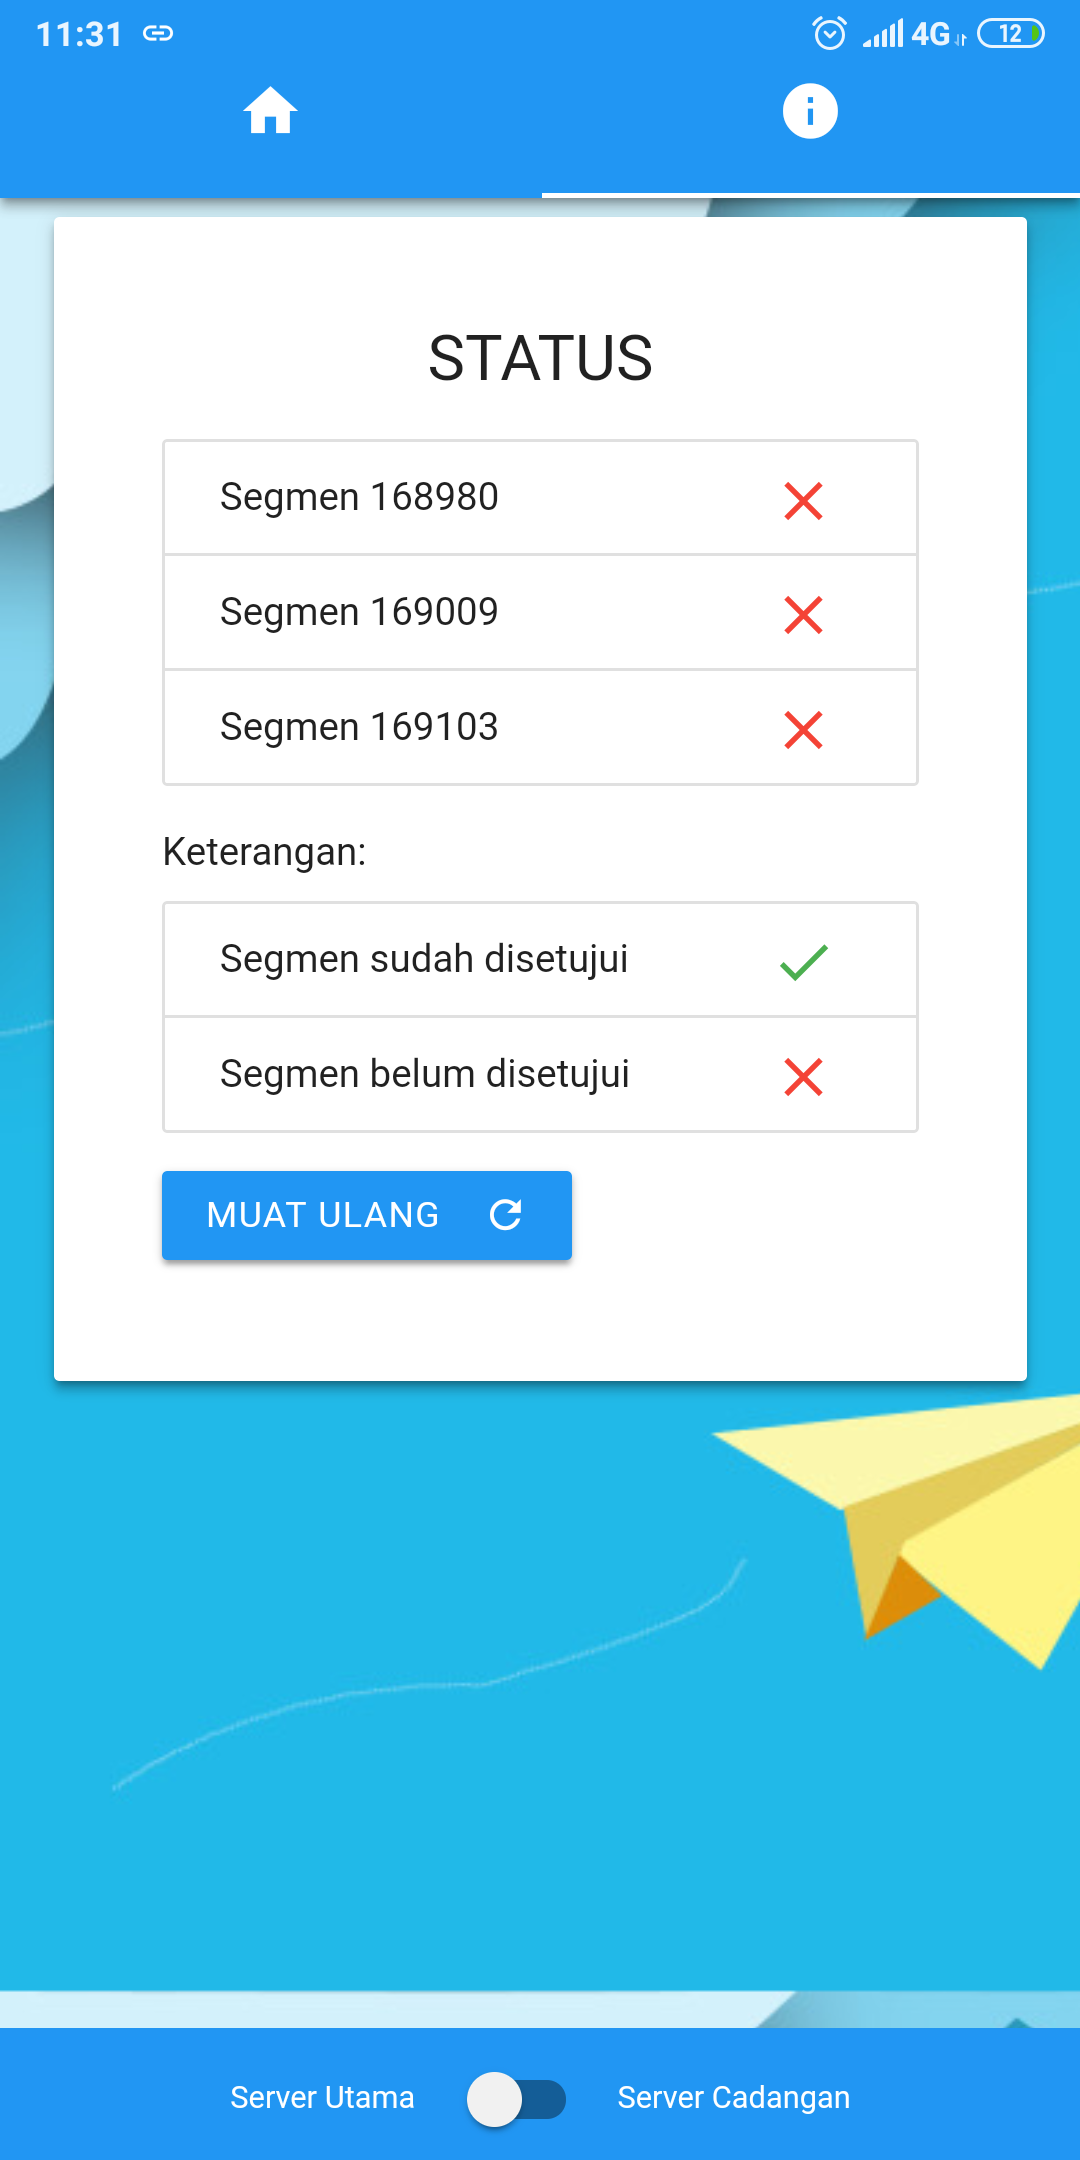 11:31
4G 12
STATUS
Segmen 168980
Segmen 169009
Segmen 169103
Keterangan:
Segmen sudah disetujui
Segmen belum disetujui
MUAT ULANG
Server Utama Server Cadangan